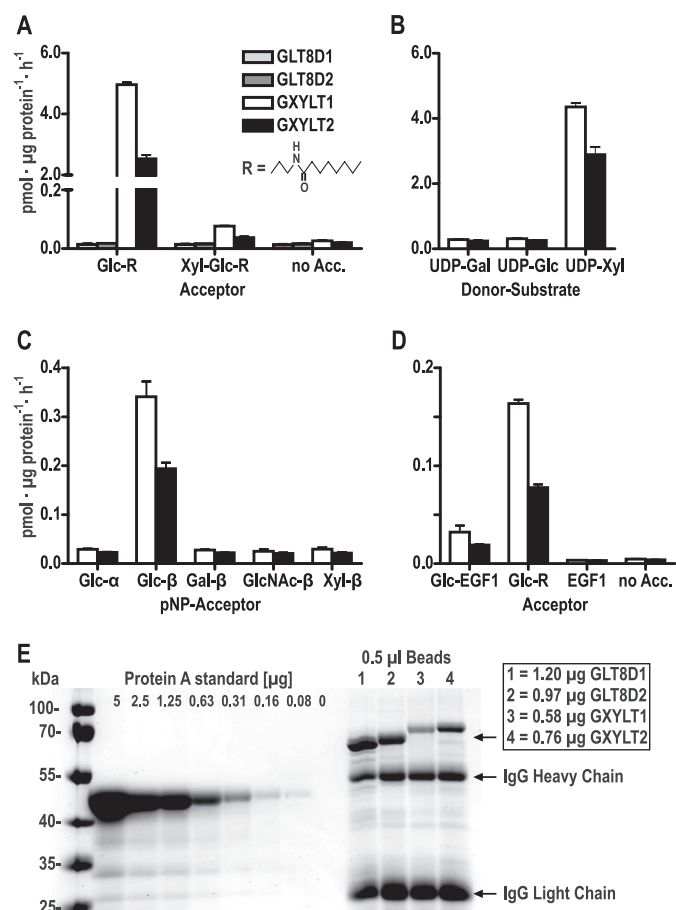 A
pmol · µg protein⁻¹ · h⁻¹
6.0
4.0
2.0
0.2
0.0
GLT8D1
GLT8D2
GXYLT1
GXYLT2
R =
H
N
O
Glc-R
Xyl-Glc-R
no Acc.
Acceptor
B
6.0
4.0
2.0
0.0
UDP-Gal
UDP-Glc
UDP-Xyl
Donor-Substrate
C
pmol · µg protein⁻¹ · h⁻¹
0.4
0.3
0.2
0.1
0.0
Glc-α
Glc-β
Gal-β
GlcNAc-β
Xyl-β
pNP-Acceptor
D
0.2
0.1
0.0
Glc-EGF1
Glc-R
EGF1
no Acc.
Acceptor
E
kDa
Protein A standard [µg]
5 2.5 1.25 0.63 0.31 0.16 0.08 0
100-
70-
55-
40-
35-
25-
0.5 µl Beads
1 2 3 4
1 = 1.20 µg GLT8D1
2 = 0.97 µg GLT8D2
3 = 0.58 µg GXYLT1
4 = 0.76 µg GXYLT2
IgG Heavy Chain
IgG Light Chain